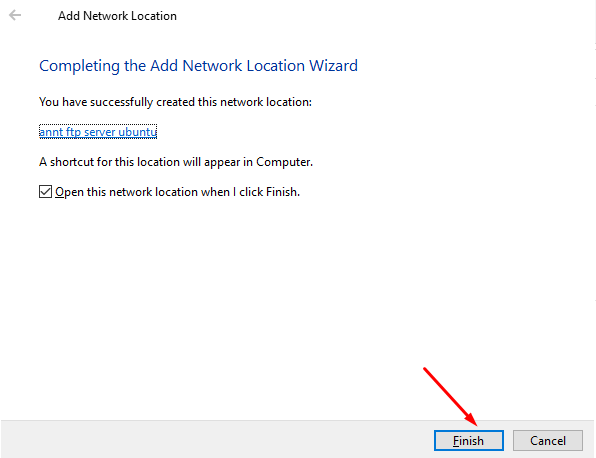 Add Network Location
Completing the Add Network Location Wizard
You have successfully created this network location:
annt ftp server ubuntu
A shortcut for this location will appear in Computer.
Open this network location when I click Finish.
Finish
Cancel